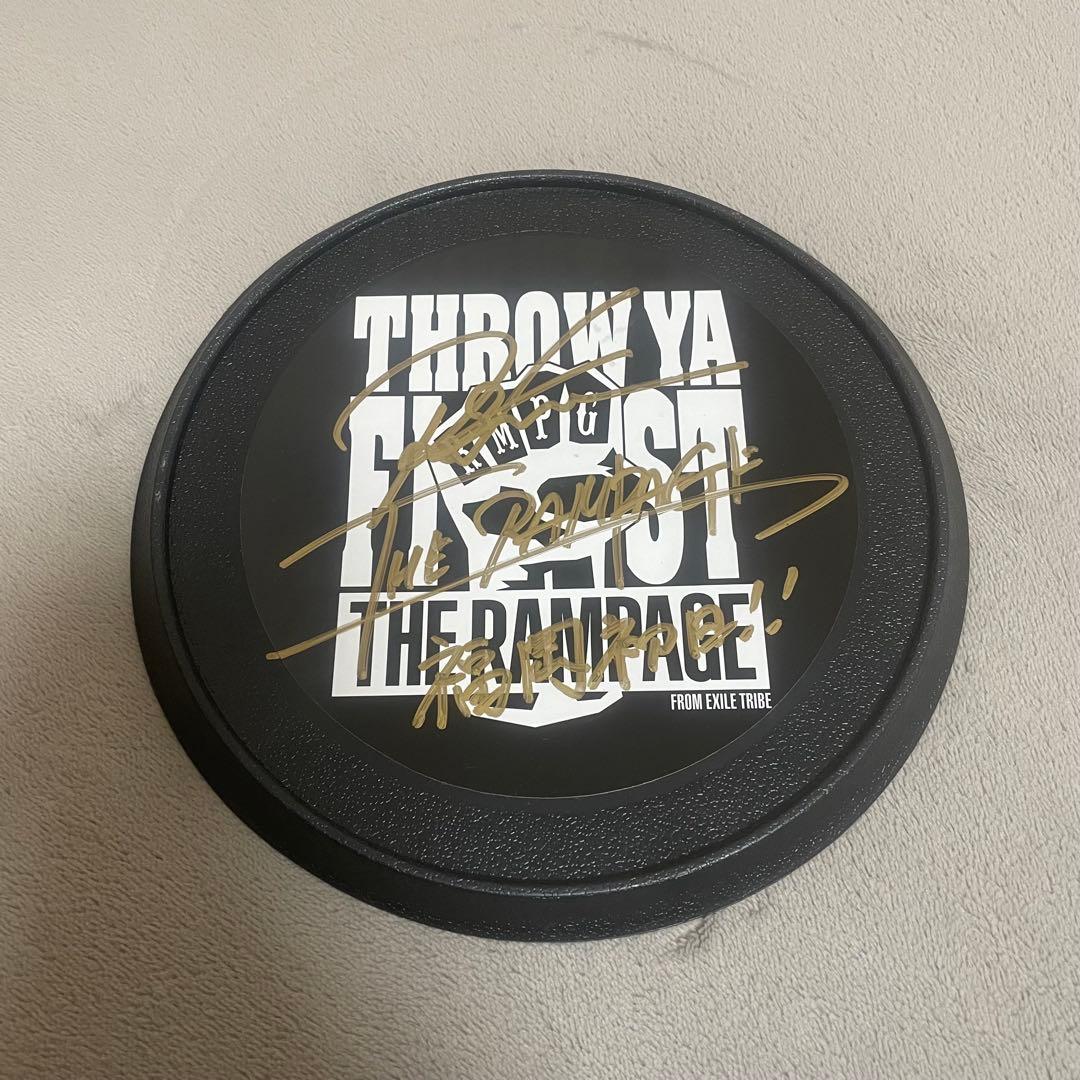 THROW YA
FIST
RMPG
THE RAMPAGE
THE RAMPAGE
福岡初日!!
FROM EXILE TRIBE